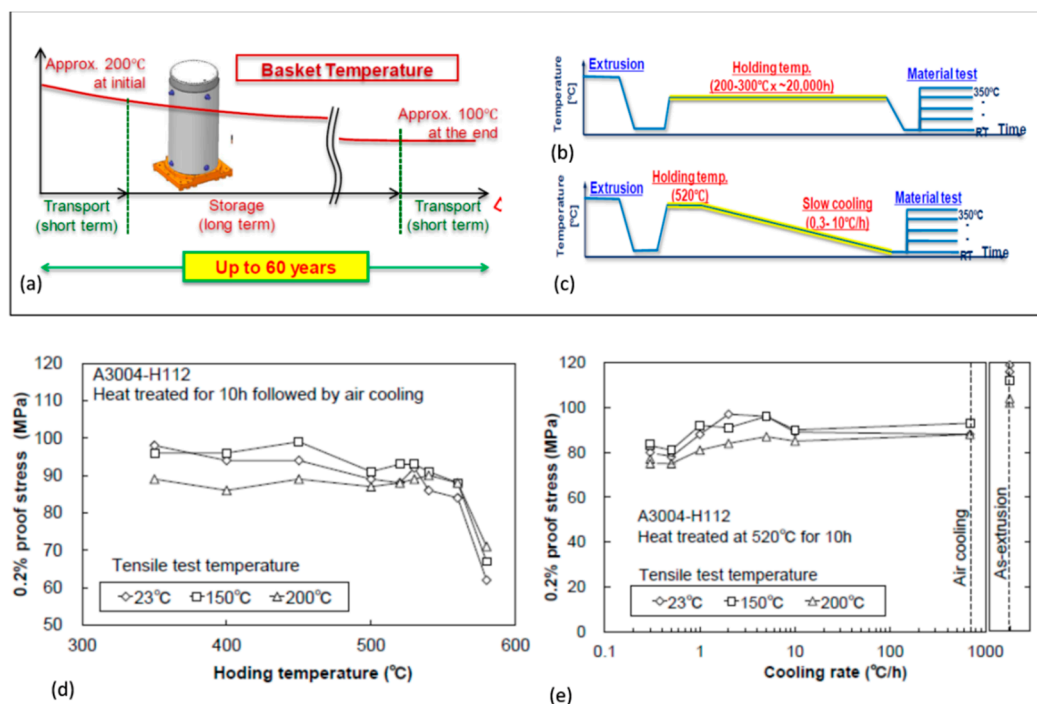 Approx. 200℃
at initial
Basket Temperature
Approx. 100℃
at the end
Transport
(short term)
Storage
(long term)
Transport
(short term)
Up to 60 years
(a)
Temperature
[℃]
Extrusion
Holding temp.
(200-300℃ x ~20,000h)
Material test
350℃
RT
Time
(b)
Temperature
[℃]
Extrusion
Holding temp.
(520℃)
Slow cooling
(0.3- 10℃/h)
Material test
350℃
RT
Time
(c)
0.2% proof stress (MPa)
120
110
100
90
80
70
60
50
A3004-H112
Heat treated for 10h followed by air cooling
Tensile test temperature
23℃ 150℃ 200℃
300 400 500 600
Hoding temperature (℃)
(d)
0.2% proof stress (MPa)
120
100
80
60
40
20
0
A3004-H112
Heat treated at 520℃ for 10h
Tensile test temperature
23℃ 150℃ 200℃
Air cooling
As-extrusion
0.1 1 10 100 1000
Cooling rate (℃/h)
(e)